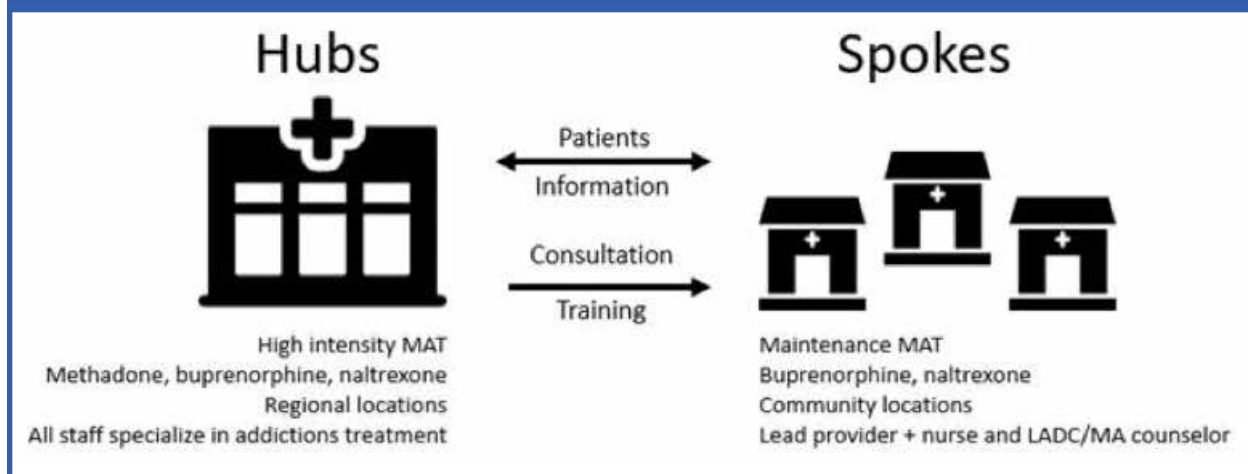 Hubs
Spokes
Patients
Information
Consultation
Training
High intensity MAT
Methadone, buprenorphine, naltrexone
Regional locations
All staff specialize in addictions treatment
Maintenance MAT
Buprenorphine, naltrexone
Community locations
Lead provider + nurse and LADC/MA counselor